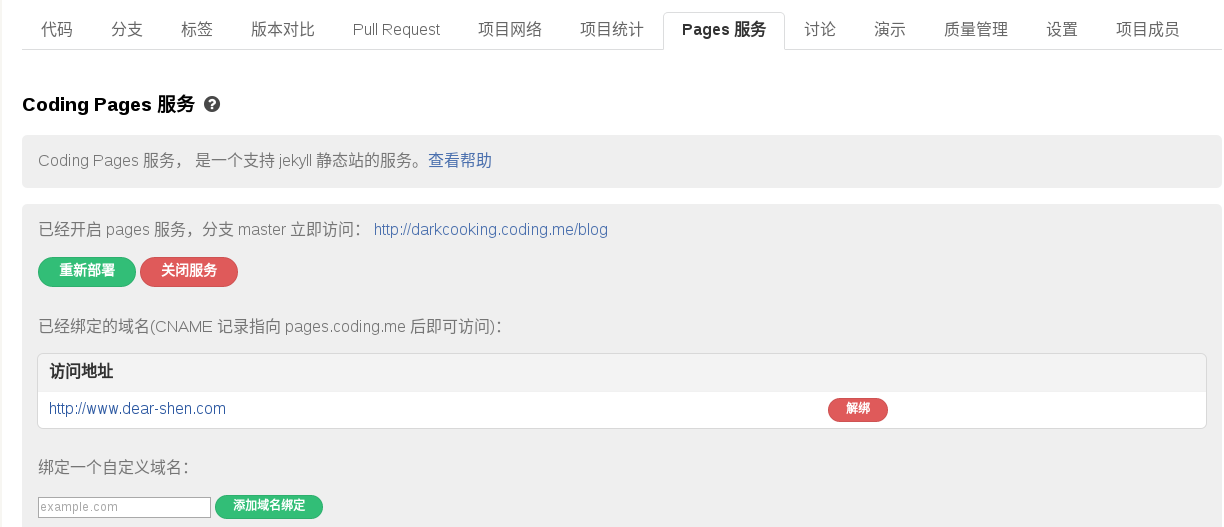 代码 分支 标签 版本对比 Pull Request 项目网络 项目统计 Pages 服务 讨论 演示 质量管理 设置 项目成员
Coding Pages 服务 ?
Coding Pages 服务， 是一个支持 jekyll 静态站的服务。查看帮助
已经开启 pages 服务，分支 master 立即访问： http://darkcooking.coding.me/blog
重新部署 关闭服务
已经绑定的域名(CNAME 记录指向 pages.coding.me 后即可访问)：
访问地址
http://www.dear-shen.com 解绑
绑定一个自定义域名：
example.com 添加域名绑定